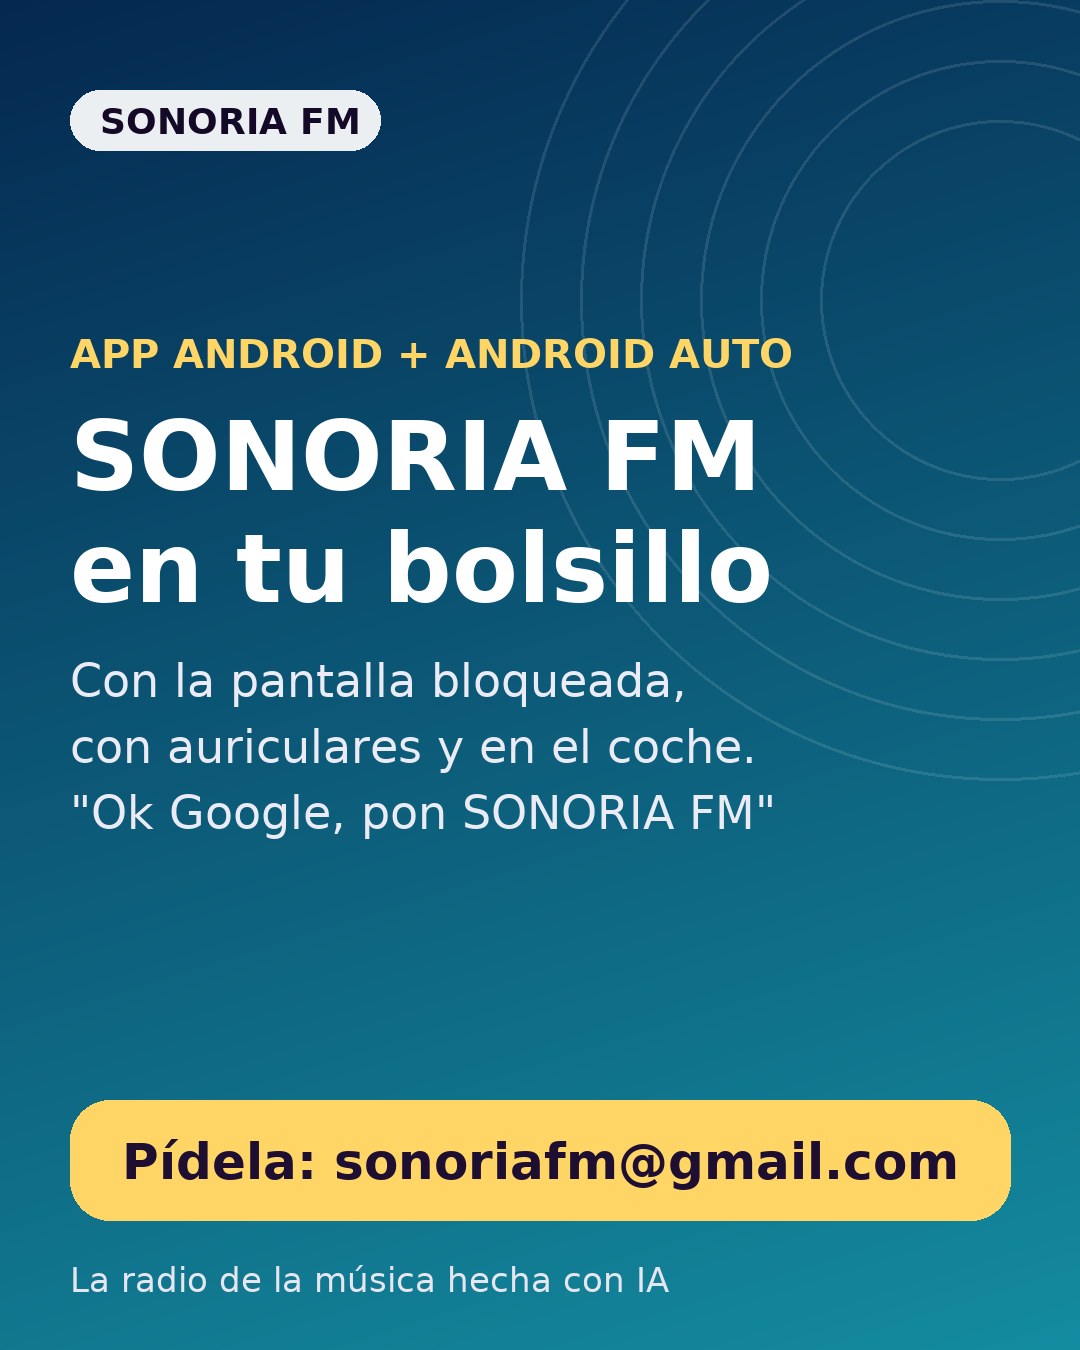 SONORIA FM
APP ANDROID + ANDROID AUTO
SONORIA FM
en tu bolsillo
Con la pantalla bloqueada,
con auriculares y en el coche.
"Ok Google, pon SONORIA FM"
Pídela: sonoriafm@gmail.com
La radio de la música hecha con IA